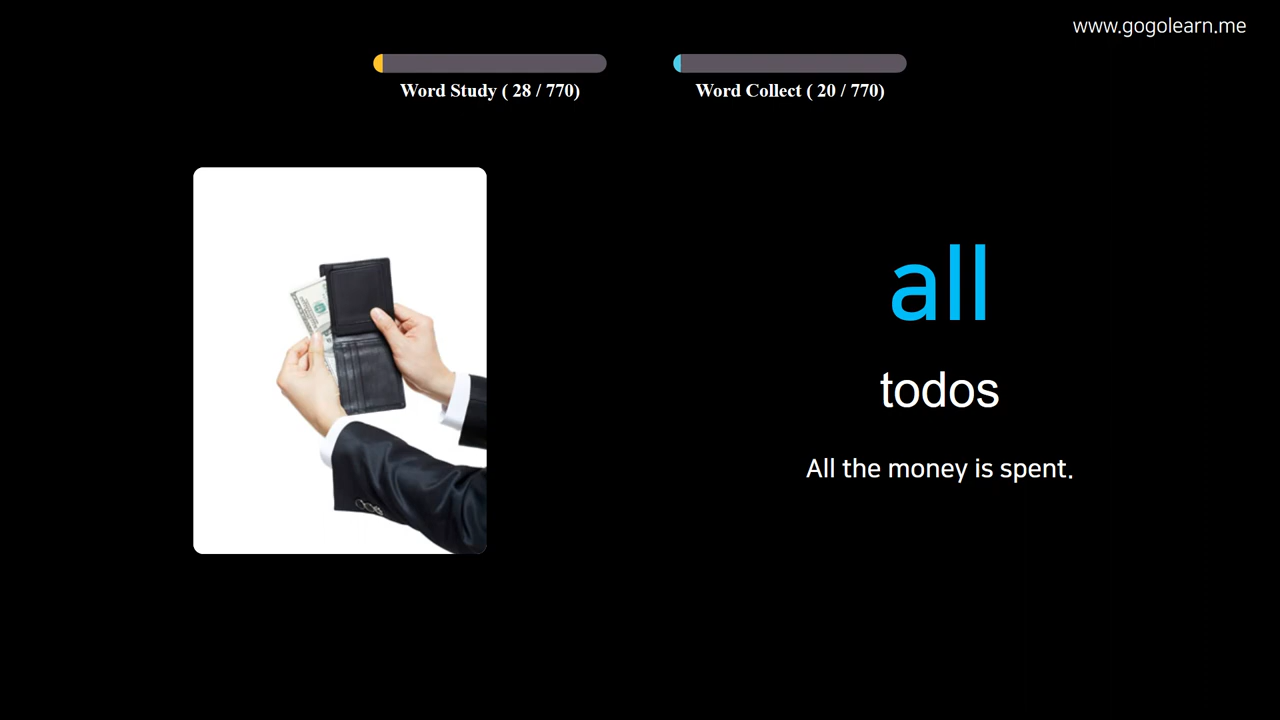 www.gogolearn.me
Word Study ( 28 / 770)
Word Collect ( 20 / 770)
all
todos
All the money is spent.